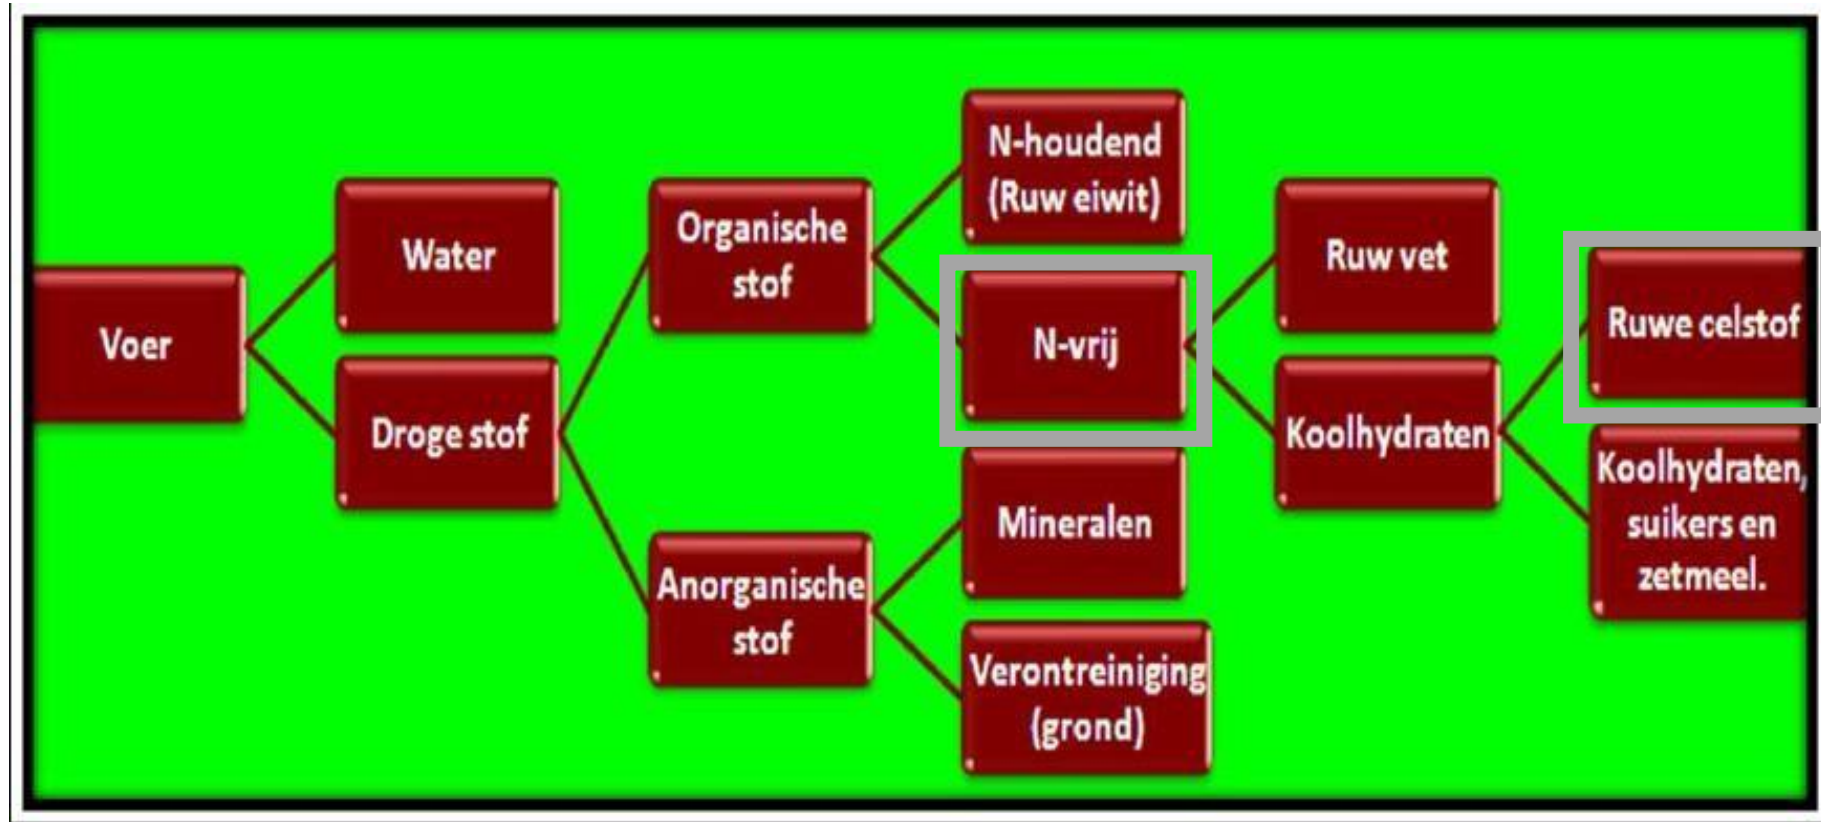 Voer
Water
Droge stof
Organische
stof
Anorganische
stof
N-houdend
(Ruw eiwit)
N-vrij
Mineralen
Verontreiniging
(grond)
Ruw vet
Koolhydraten
Ruwe celstof
Koolhydraten,
suikers en
zetmeel.